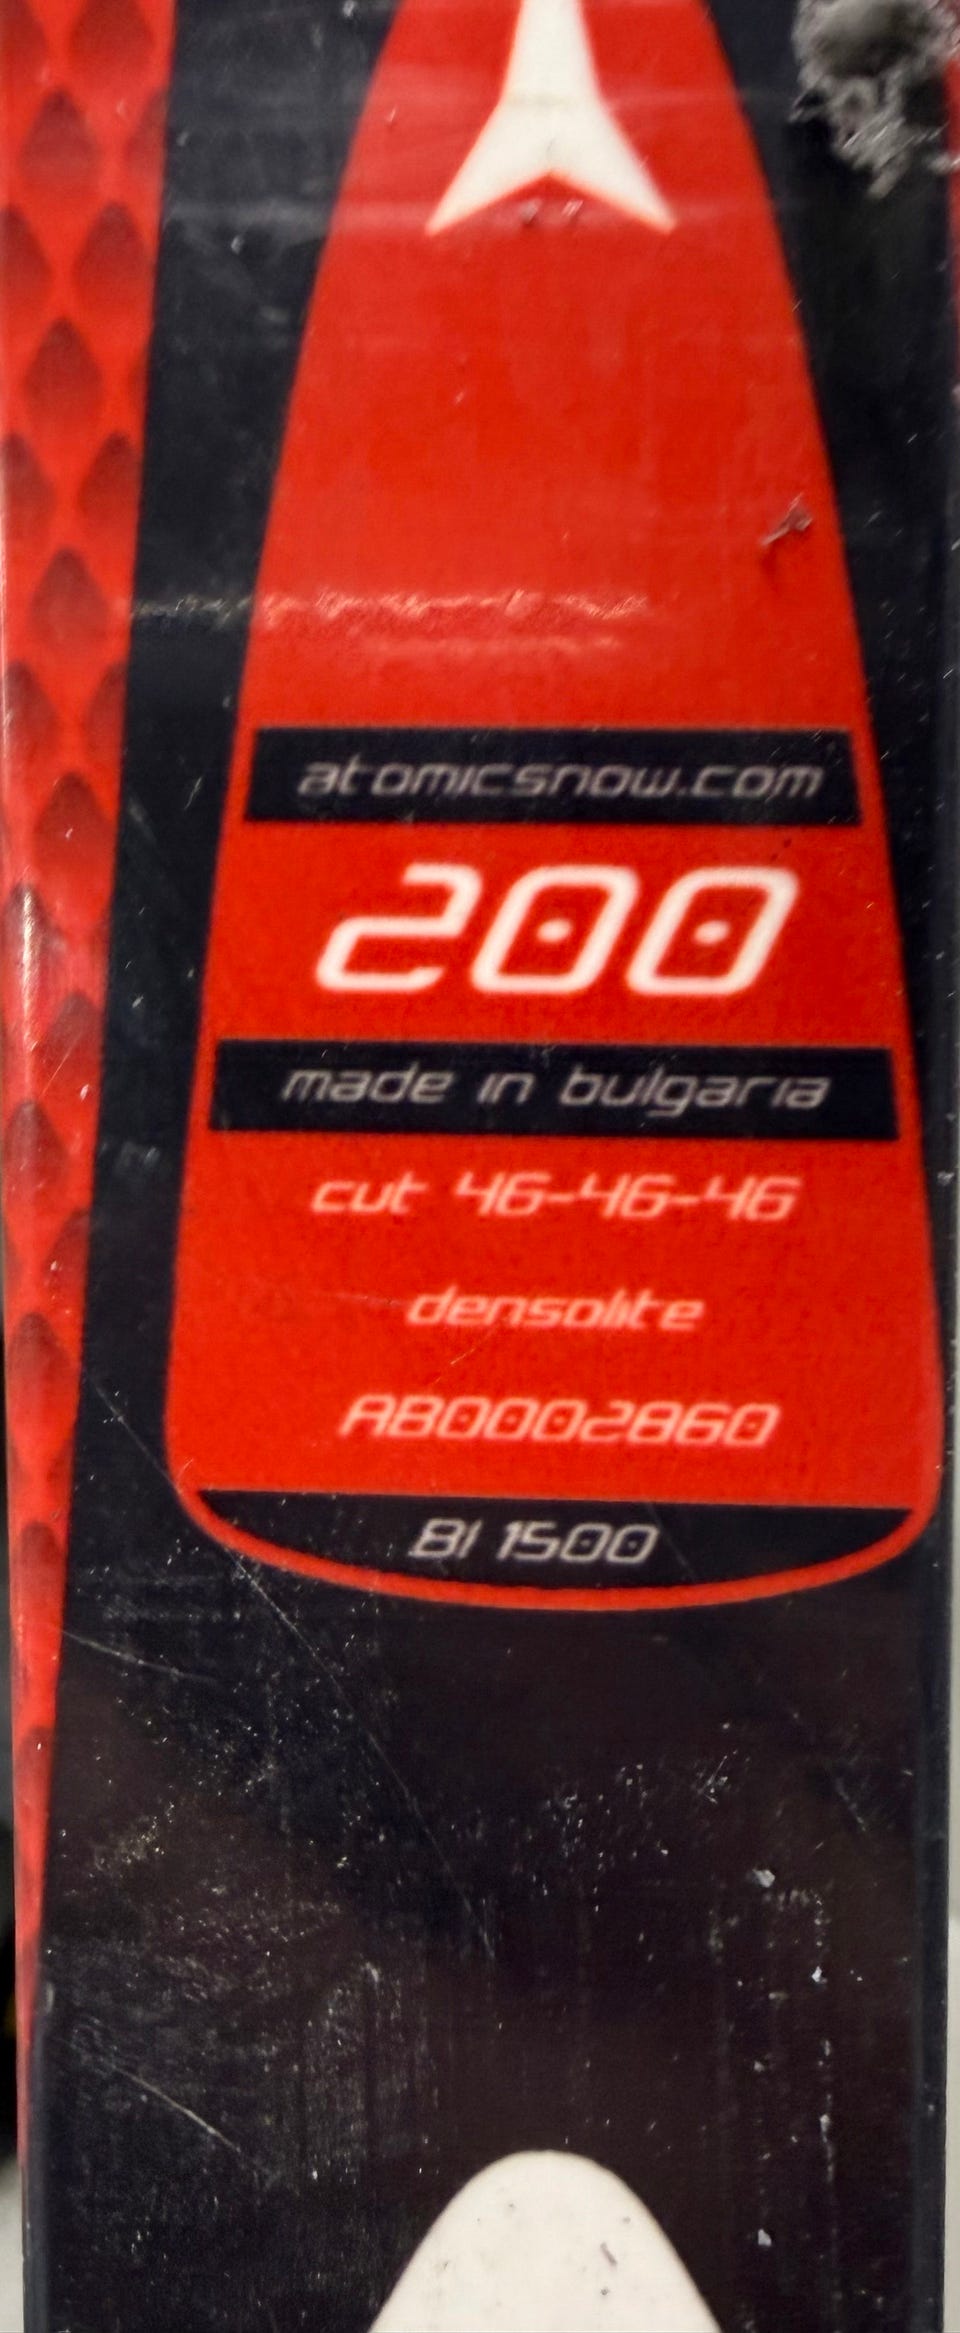 atomicsnow.com
200
made in bulgaria
cut 46-46-46
densolite
AB0002860
BI 1500